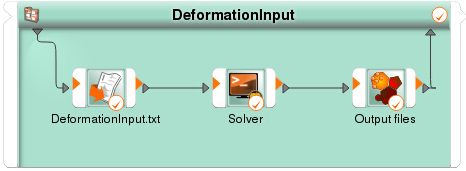 DeformationInput
DeformationInput.txt
Solver
Output files